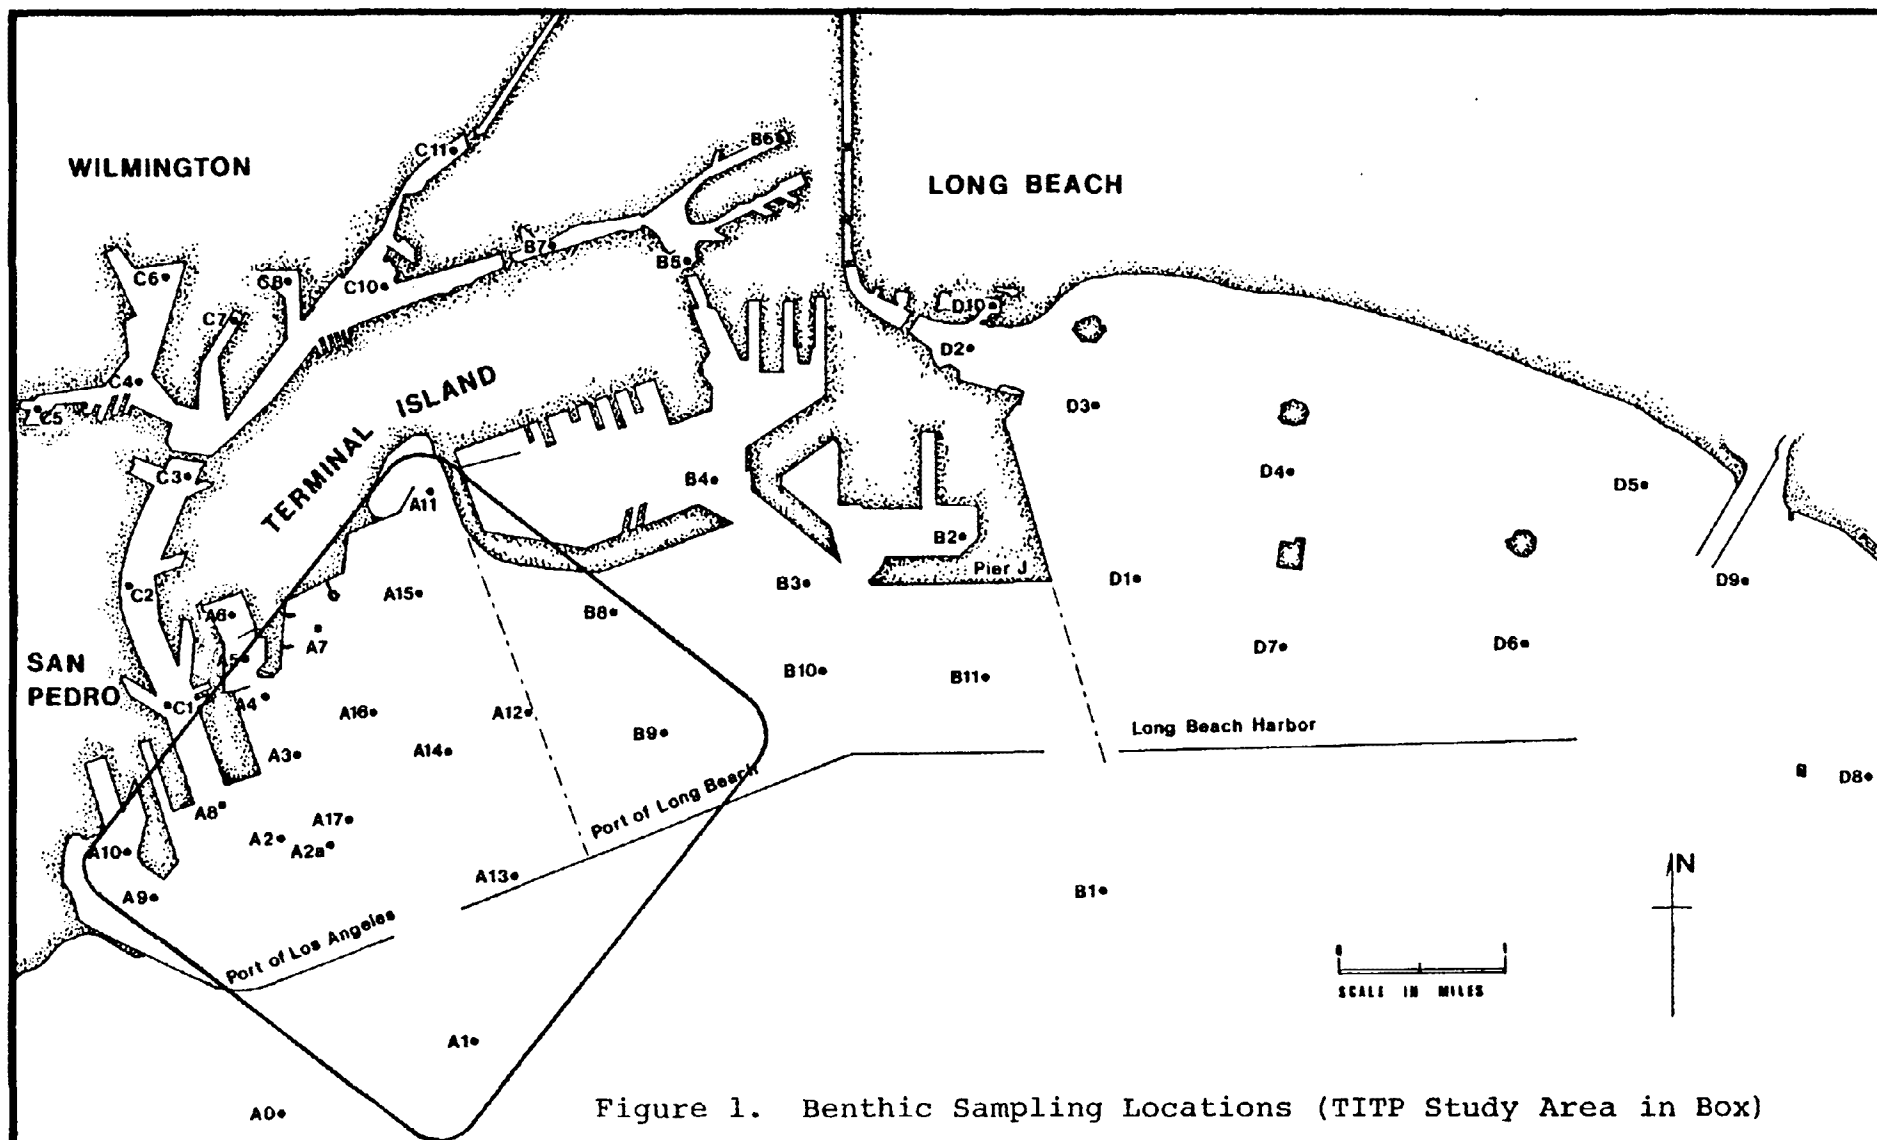 WILMINGTON
LONG BEACH
TERMINAL
ISLAND
SAN
PEDRO
C11
B6
B7
B5
C6
C8
C10
C7
C4
C5
C3
C2
C1
D10
D2
D3
D4
D5
D1
D9
D7
D6
D8
B4
B2
Pier J
B3
B8
B10
B11
B9
A11
A15
A6
A7
A5
A4
A16
A12
A3
A14
A8
A17
A2
A2a
A10
A9
A13
B1
A1
A0
Long Beach Harbor
Port of Long Beach
Port of Los Angeles
N
0 1
SCALE IN MILES
Figure 1. Benthic Sampling Locations (TITP Study Area in Box)